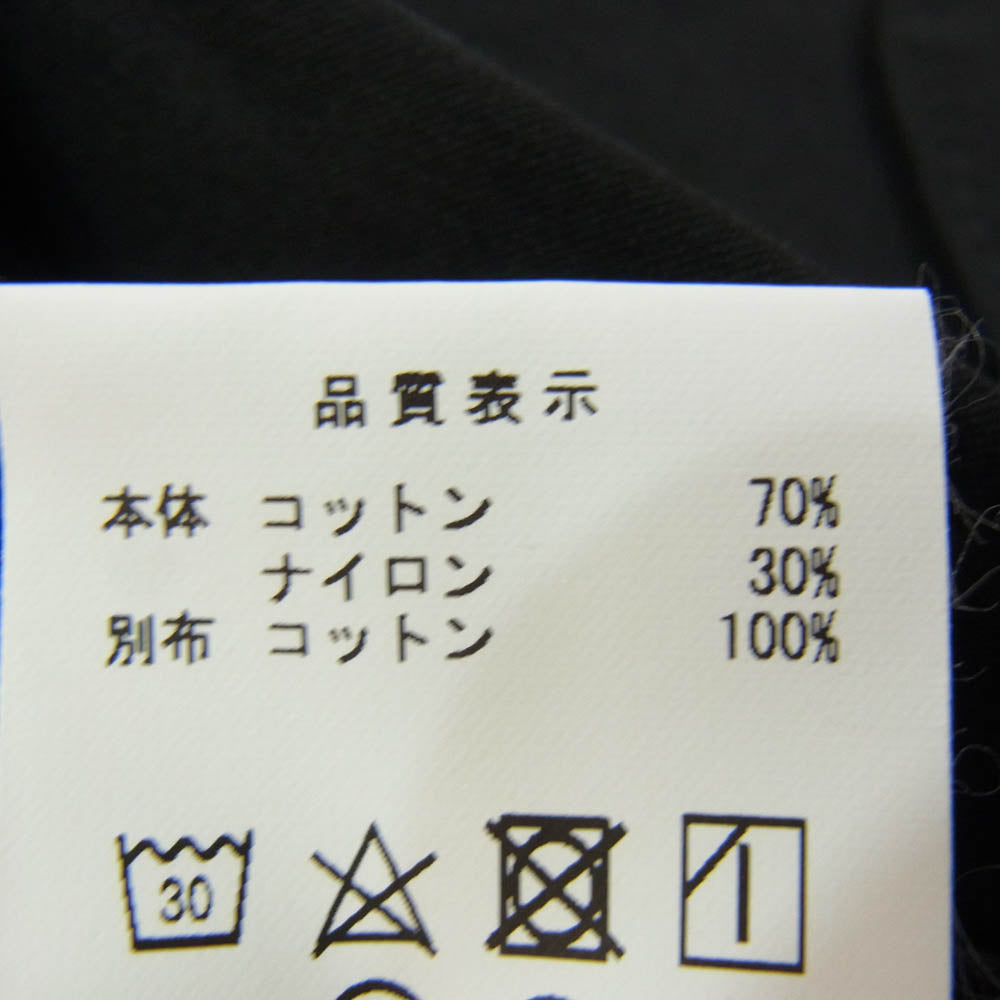 品質表示
本体 コットン 70%
ナイロン 30%
別布 コットン 100%
30